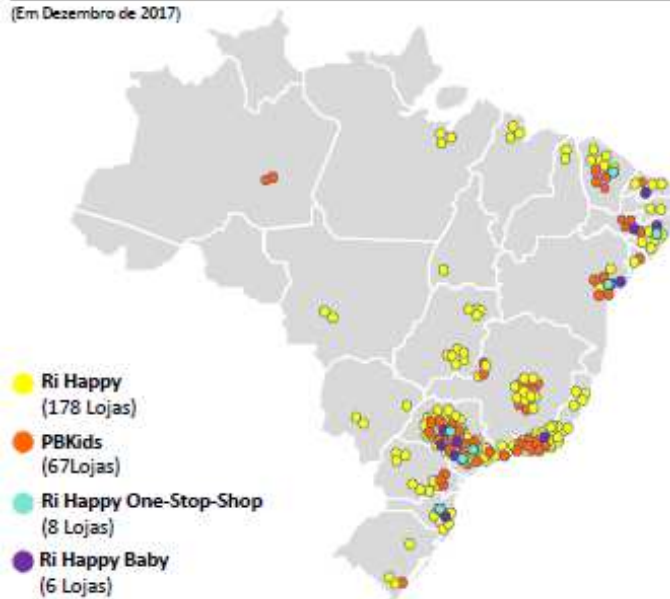 (Em Dezembro de 2017)
Ri Happy
(178 Lojas)
PBKids
(67Lojas)
Ri Happy One-Stop-Shop
(8 Lojas)
Ri Happy Baby
(6 Lojas)